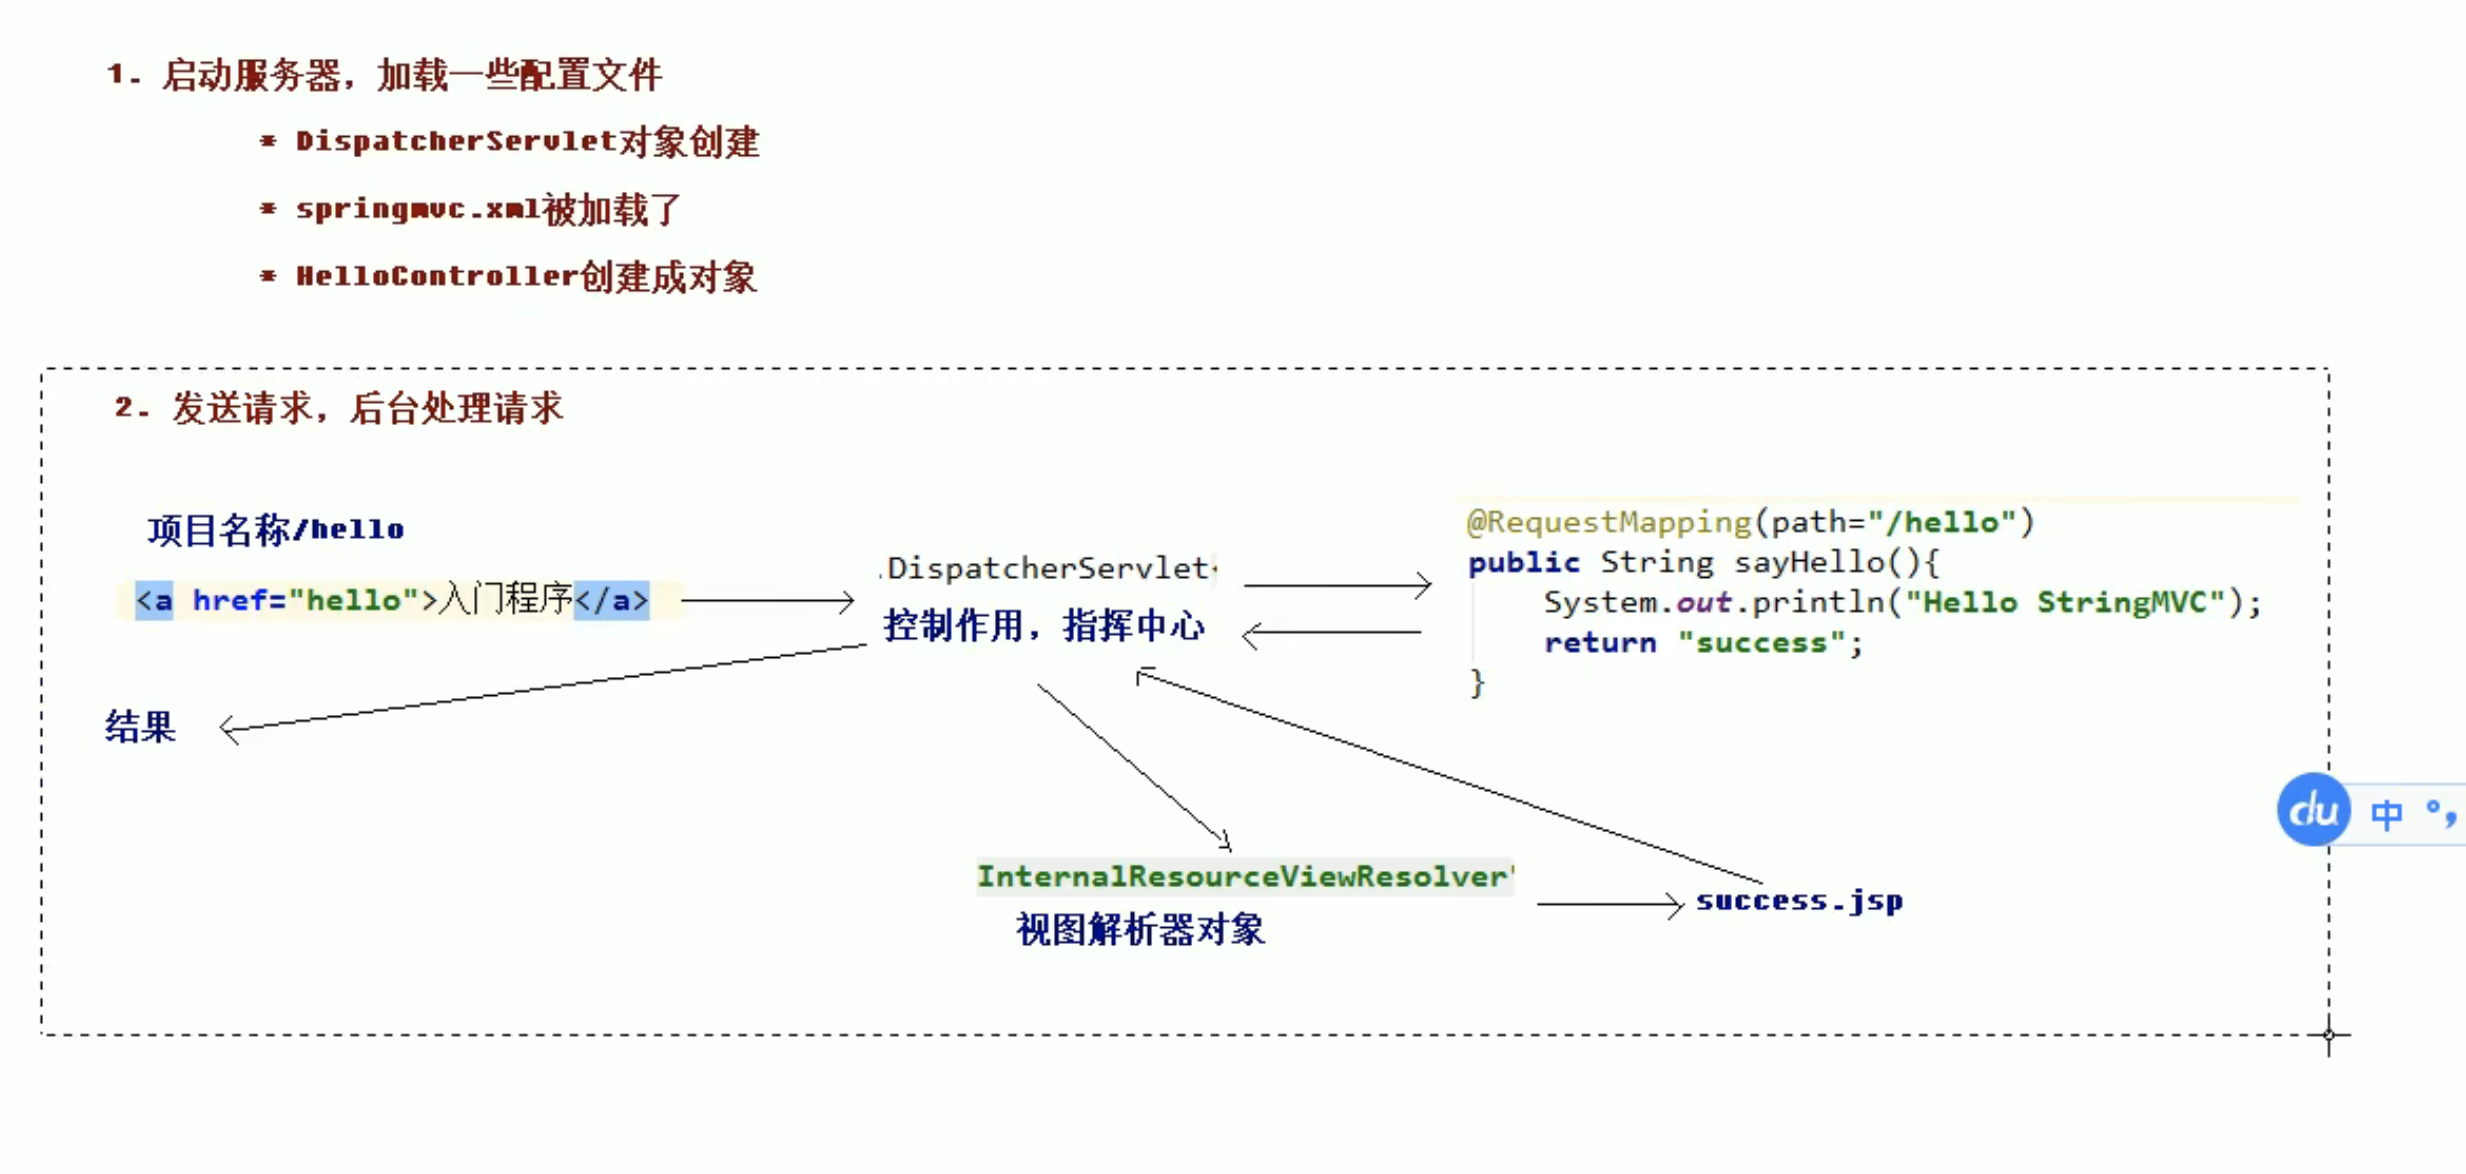 1. 启动服务器，加载一些配置文件
* DispatcherServlet对象创建
* springmvc.xml被加载了
* HelloController创建成对象
2. 发送请求，后台处理请求
项目名称/hello
<a href="hello">入门程序</a>
.DispatcherServlet
控制作用，指挥中心
@RequestMapping(path="/hello")
public String sayHello(){
System.out.println("Hello StringMVC");
return "success";
}
结果
InternalResourceViewResolver"
视图解析器对象
success.jsp
du 中 °,